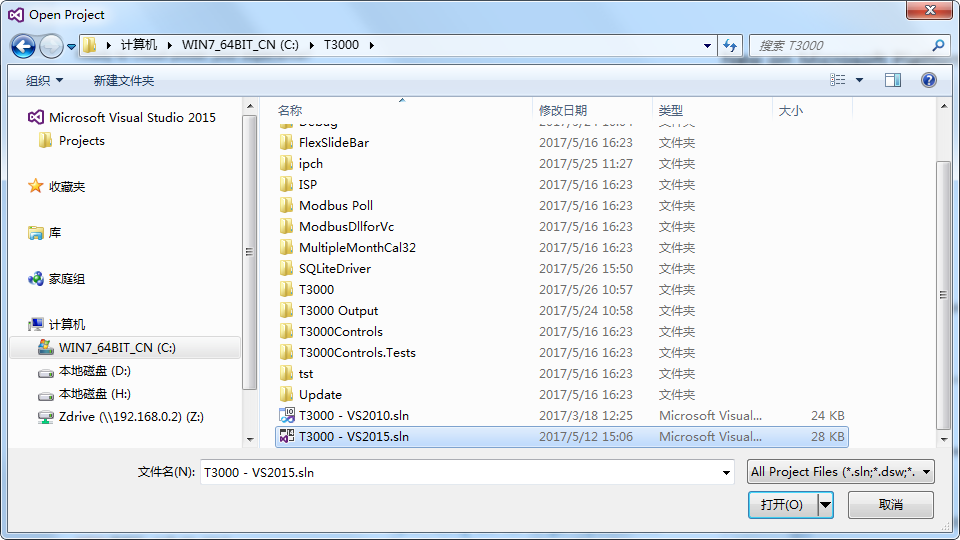 Open Project
计算机 WIN7_64BIT_CN (C:) T3000
搜索 T3000
组织 新建文件夹
Microsoft Visual Studio 2015
Projects
收藏夹
库
家庭组
计算机
WIN7_64BIT_CN (C:)
本地磁盘 (D:)
本地磁盘 (H:)
Zdrive (\\192.168.0.2) (Z:)
名称 修改日期 类型 大小
Debug 文件夹
FlexSlideBar 2017/5/16 16:23 文件夹
ipch 2017/5/25 11:27 文件夹
ISP 2017/5/16 16:23 文件夹
Modbus Poll 2017/5/16 16:23 文件夹
ModbusDllforVc 2017/5/16 16:23 文件夹
MultipleMonthCal32 2017/5/16 16:23 文件夹
SQLiteDriver 2017/5/26 15:50 文件夹
T3000 2017/5/26 10:57 文件夹
T3000 Output 2017/5/24 10:58 文件夹
T3000Controls 2017/5/16 16:23 文件夹
T3000Controls.Tests 2017/5/16 16:23 文件夹
tst 2017/5/16 16:23 文件夹
Update 2017/5/16 16:23 文件夹
T3000 - VS2010.sln 2017/3/18 12:25 Microsoft Visual... 24 KB
T3000 - VS2015.sln 2017/5/12 15:06 Microsoft Visual... 28 KB
文件名(N): T3000 - VS2015.sln
All Project Files (*.sln;*.dsw;*.
打开(O) 取消